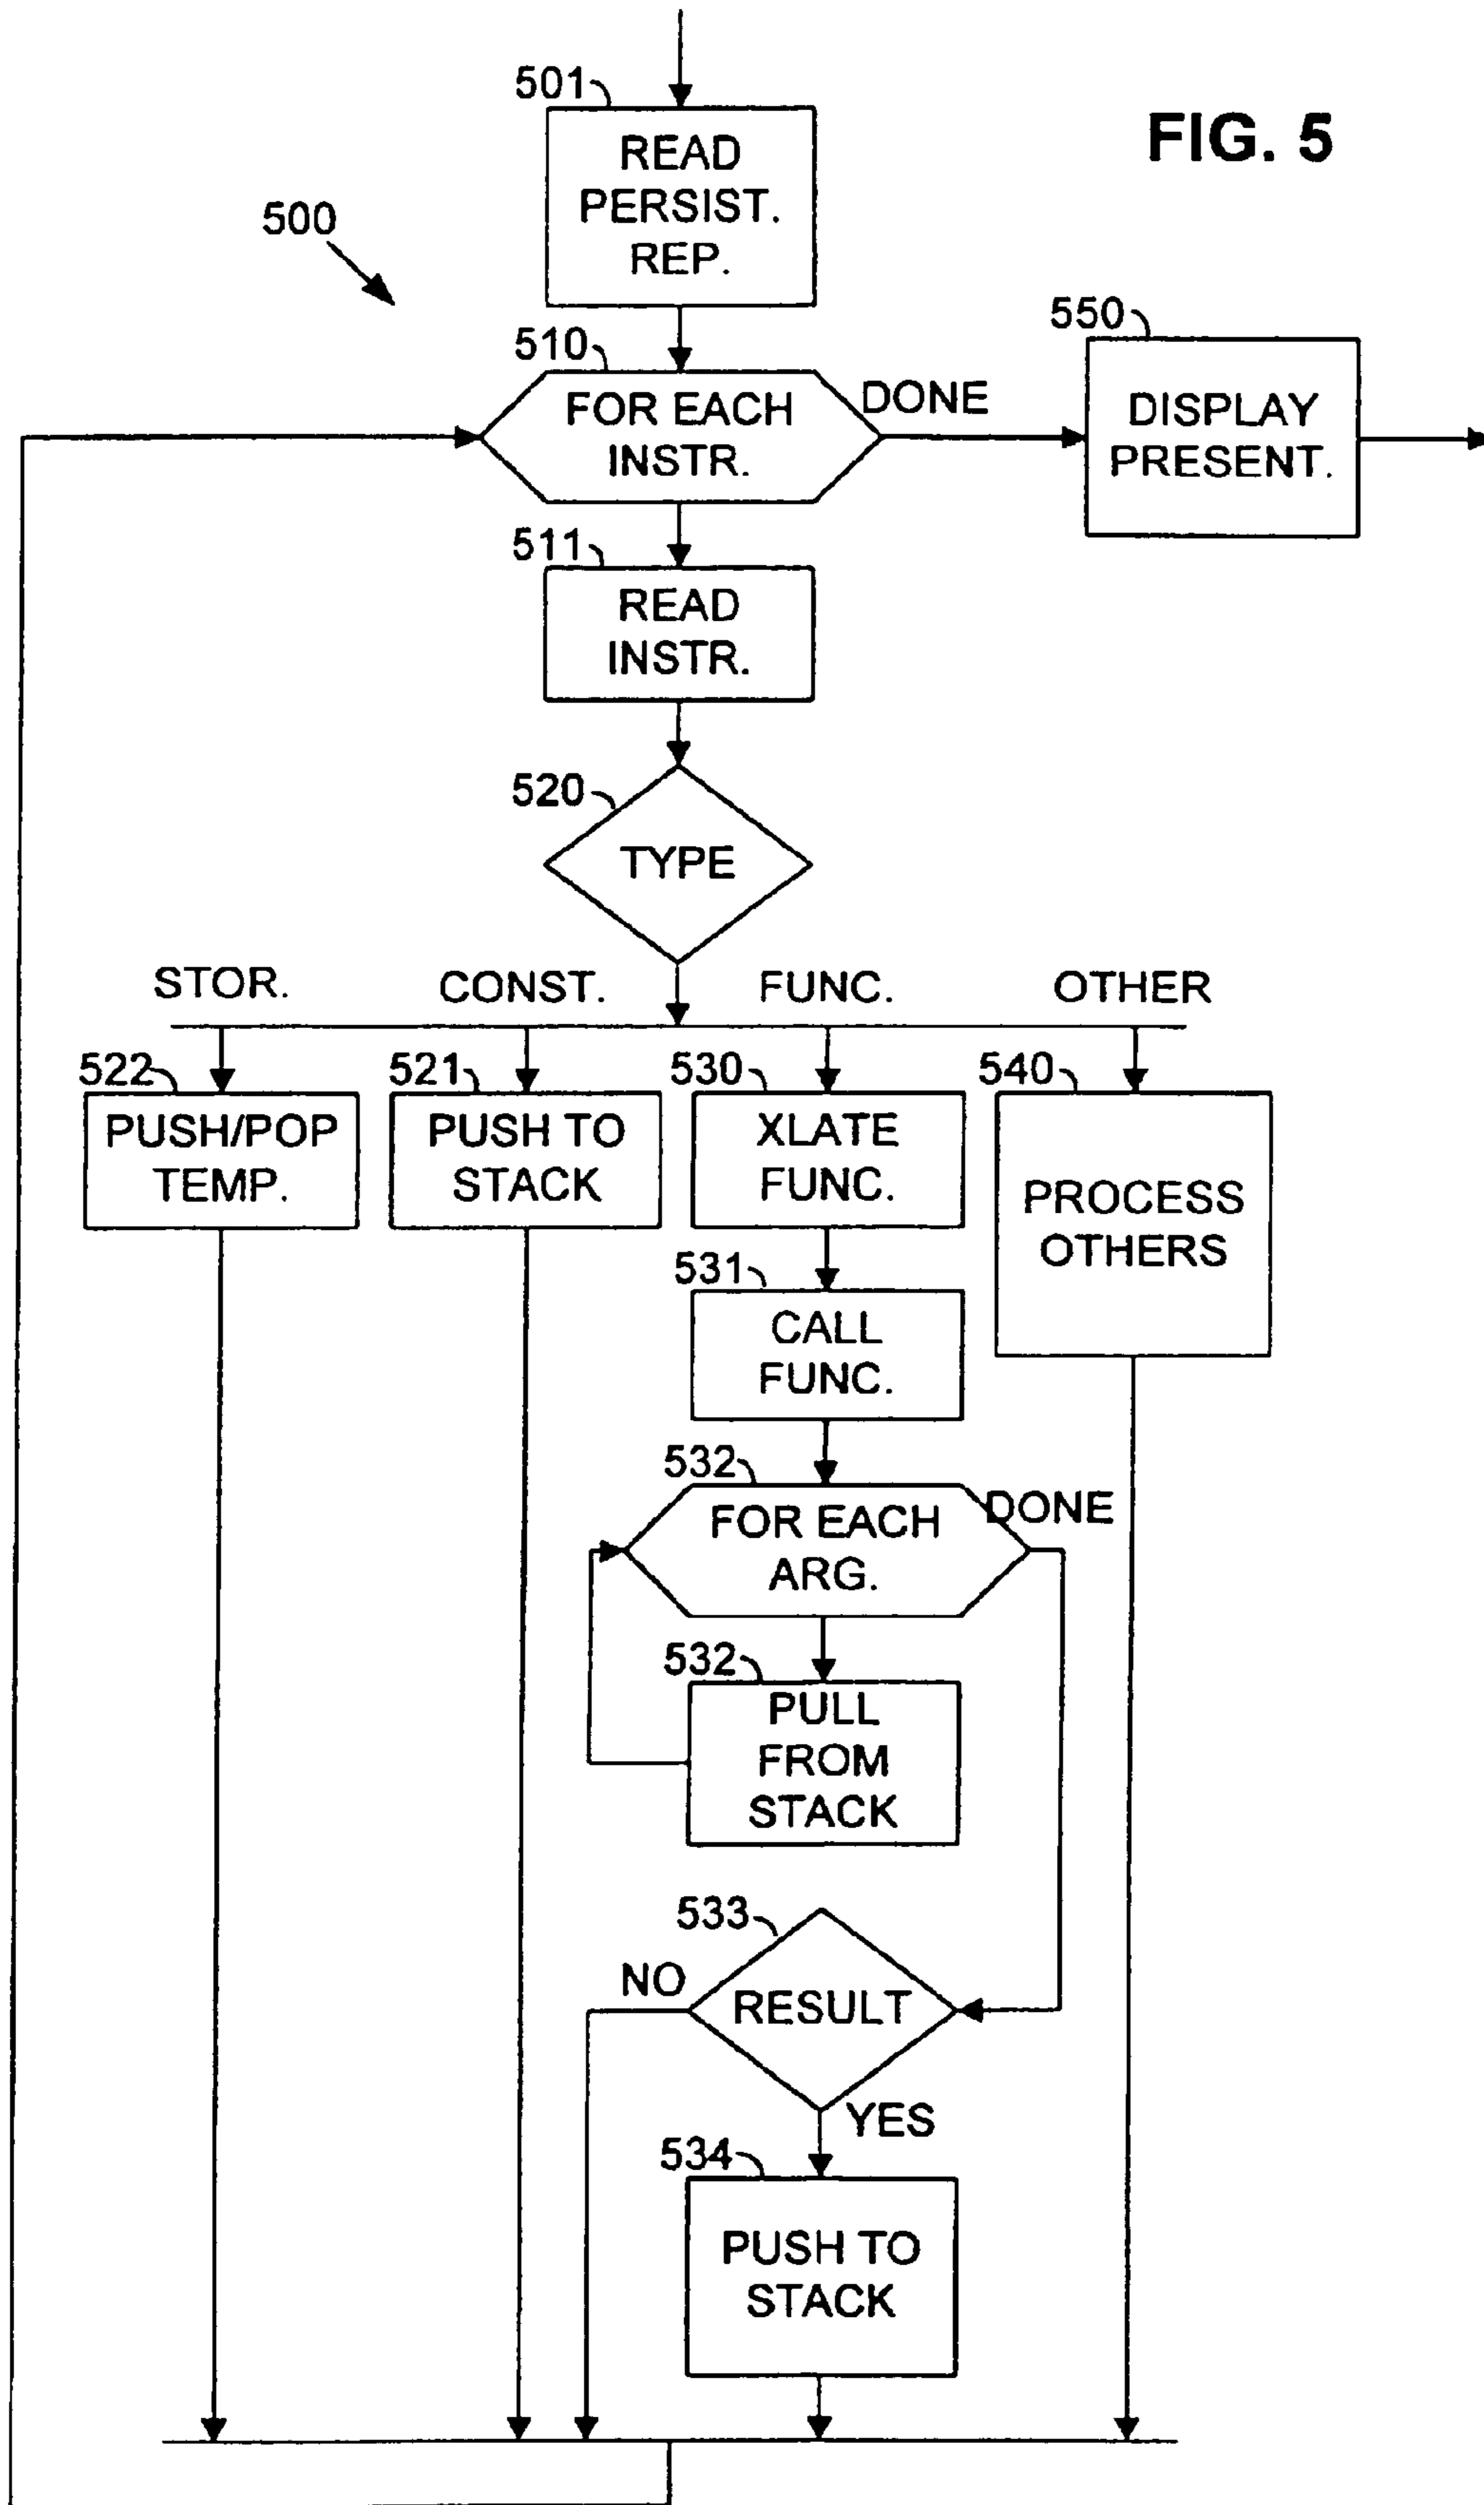 FIG. 5
500
501
READ
PERSIST.
REP.
510
FOR EACH
INSTR.
DONE
550
DISPLAY
PRESENT.
511
READ
INSTR.
520
TYPE
STOR.
CONST.
FUNC.
OTHER
522
PUSH/POP
TEMP.
521
PUSH TO
STACK
530
XLATE
FUNC.
540
PROCESS
OTHERS
531
CALL
FUNC.
532
FOR EACH
ARG.
DONE
532
PULL
FROM
STACK
533
RESULT
NO
YES
534
PUSH TO
STACK